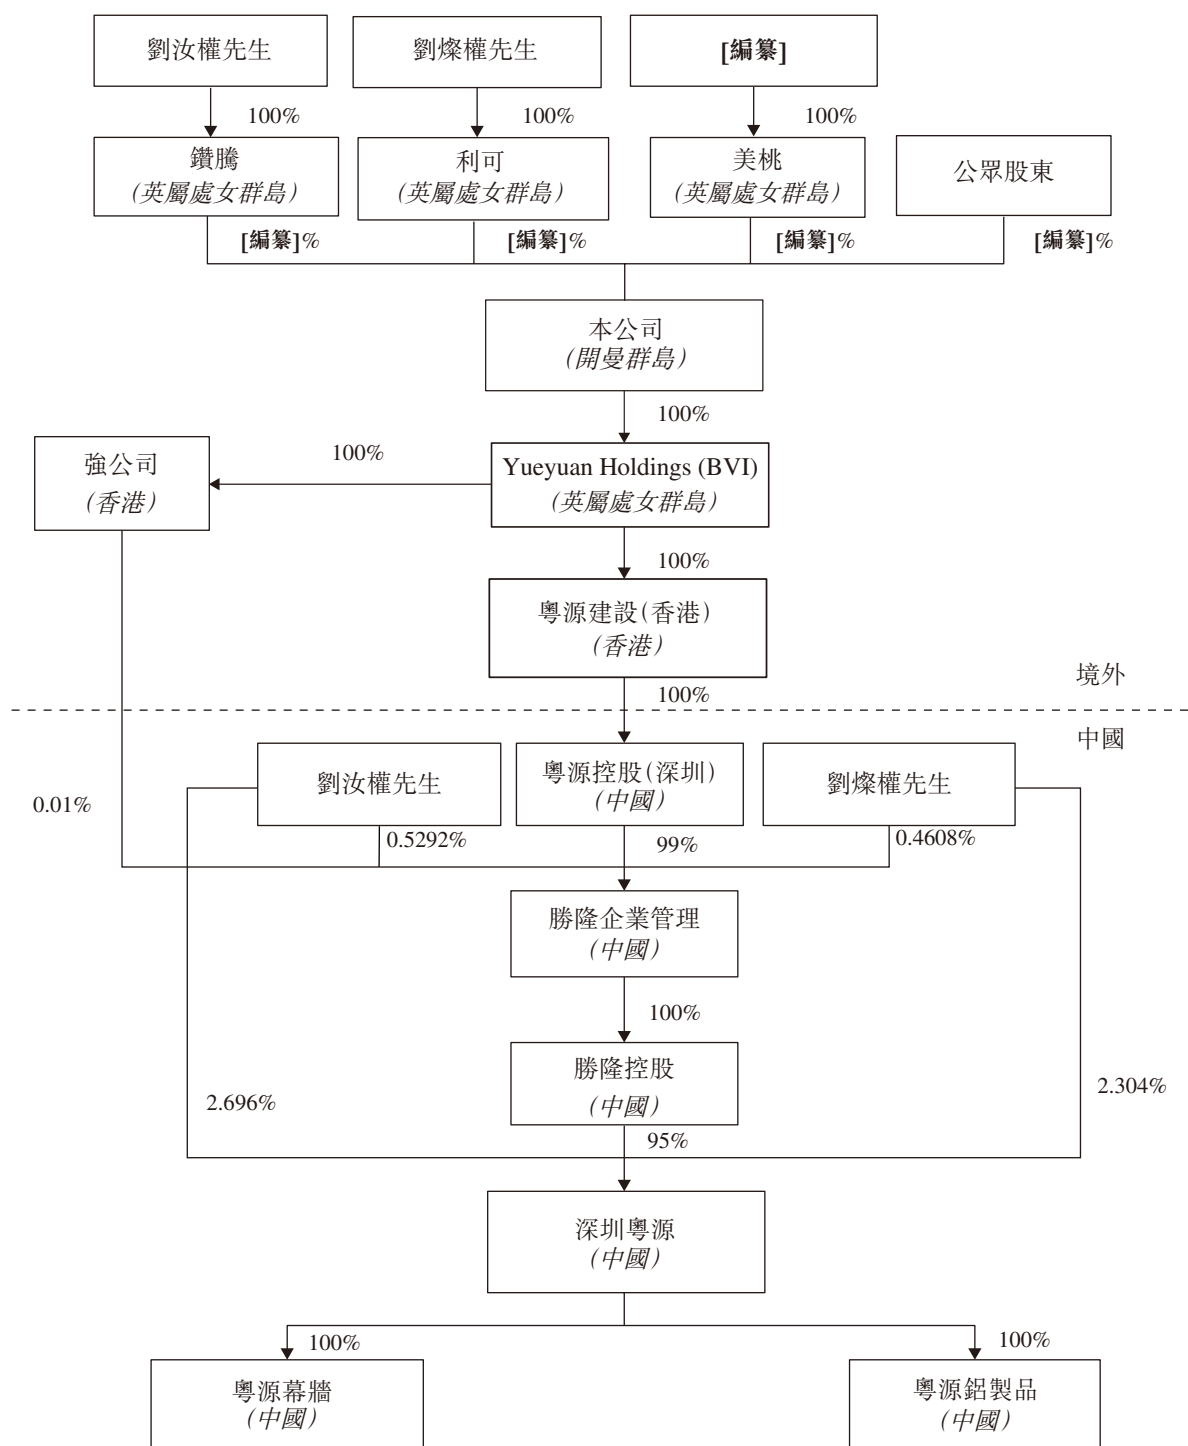 劉汝權先生
劉燦權先生
[編纂]
100%
100%
100%
鑽騰
(英屬處女群島)
利可
(英屬處女群島)
美桃
(英屬處女群島)
公眾股東
[編纂]%
[編纂]%
[編纂]%
[編纂]%
本公司
(開曼群島)
100%
強公司
(香港)
100%
Yueyuan Holdings (BVI)
(英屬處女群島)
100%
粵源建設(香港)
(香港)
境外
100%
中國
劉汝權先生
粵源控股(深圳)
(中國)
劉燦權先生
0.01%
0.5292%
99%
0.4608%
勝隆企業管理
(中國)
100%
勝隆控股
(中國)
2.696%
2.304%
95%
深圳粵源
(中國)
100%
100%
粵源幕牆
(中國)
粵源鋁製品
(中國)